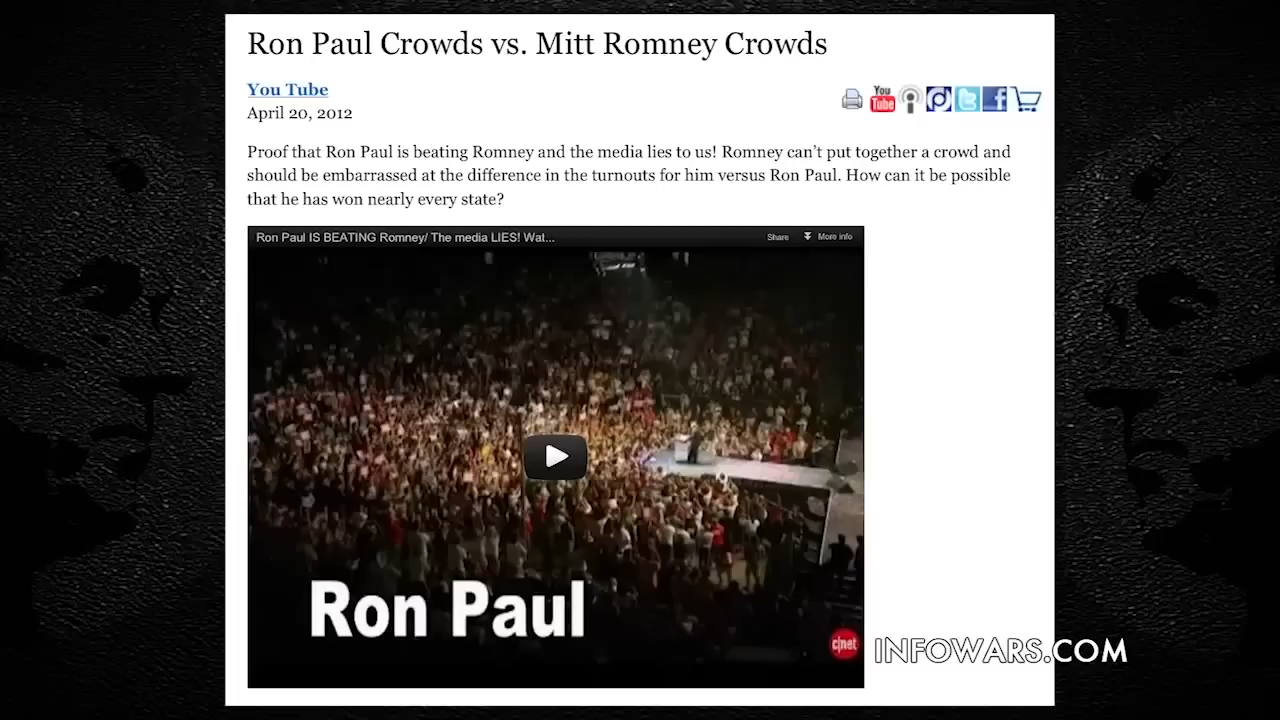 Ron Paul Crowds vs. Mitt Romney Crowds
You Tube
April 20, 2012
You
Tube
Proof that Ron Paul is beating Romney and the media lies to us! Romney can't put together a crowd and
should be embarrassed at the difference in the turnouts for him versus Ron Paul. How can it be possible
that he has won nearly every state?
Ron Paul IS BEATING Romney/ The media LIES! Wat...
Share
More info
Ron Paul
c|net
INFOWARS.COM